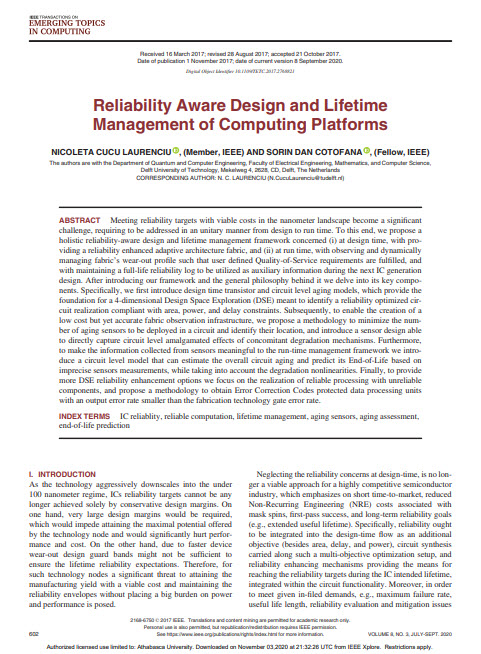 IEEE TRANSACTIONS ON
EMERGING TOPICS
IN COMPUTING
Received 16 March 2017; revised 28 August 2017; accepted 21 October 2017.
Date of publication 1 November 2017; date of current version 8 September 2020.
Digital Object Identifier 10.1109/TETC.2017.2769821
Reliability Aware Design and Lifetime
Management of Computing Platforms
NICOLETA CUCU LAURENCIU, (Member, IEEE) AND SORIN DAN COTOFANA, (Fellow, IEEE)
The authors are with the Department of Quantum and Computer Engineering, Faculty of Electrical Engineering, Mathematics, and Computer Science,
Delft University of Technology, Mekelweg 4, 2628, CD, Delft, The Netherlands
CORRESPONDING AUTHOR: N. C. LAURENCIU (N.CucuLaurenciu@tudelft.nl)
ABSTRACT Meeting reliability targets with viable costs in the nanometer landscape become a significant
challenge, requiring to be addressed in an unitary manner from design to run time. To this end, we propose a
holistic reliability-aware design and lifetime management framework concerned (i) at design time, with pro-
viding a reliability enhanced adaptive architecture fabric, and (ii) at run time, with observing and dynamically
managing fabric's wear-out profile such that user defined Quality-of-Service requirements are fulfilled, and
with maintaining a full-life reliability log to be utilized as auxiliary information during the next IC generation
design. After introducing our framework and the general philosophy behind it we delve into its key compo-
nents. Specifically, we first introduce design time transistor and circuit level aging models, which provide the
foundation for a 4-dimensional Design Space Exploration (DSE) meant to identify a reliability optimized cir-
cuit realization compliant with area, power, and delay constraints. Subsequently, to enable the creation of a
low cost but yet accurate fabric observation infrastructure, we propose a methodology to minimize the num-
ber of aging sensors to be deployed in a circuit and identify their location, and introduce a sensor design able
to directly capture circuit level amalgamated effects of concomitant degradation mechanisms. Furthermore,
to make the information collected from sensors meaningful to the run-time management framework we intro-
duce a circuit level model that can estimate the overall circuit aging and predict its End-of-Life based on
imprecise sensors measurements, while taking into account the degradation nonlinearities. Finally, to provide
more DSE reliability enhancement options we focus on the realization of reliable processing with unreliable
components, and propose a methodology to obtain Error Correction Codes protected data processing units
with an output error rate smaller than the fabrication technology gate error rate.
INDEX TERMS IC reliablity, reliable computation, lifetime management, aging sensors, aging assessment,
end-of-life prediction
I. INTRODUCTION
As the technology aggressively downscales into the under
100 nanometer regime, ICs reliability targets cannot be any
longer achieved solely by conservative design margins. On
one hand, very large design margins would be required,
which would impede attaining the maximal potential offered
by the technology node and would significantly hurt perfor-
mance and cost. On the other hand, due to faster device
wear-out design guard bands might not be sufficient to
ensure the lifetime reliability expectations. Therefore, for
such technology nodes a significant threat to attaining the
manufacturing yield with a viable cost and maintaining the
reliability envelopes without placing a big burden on power
and performance is posed.
Neglecting the reliability concerns at design-time, is no lon-
ger a viable approach for a highly competitive semiconductor
industry, which emphasizes on short time-to-market, reduced
Non-Recurring Engineering (NRE) costs associated with
mask spins, first-pass success, and long-term reliability goals
(e.g., extended useful lifetime). Specifically, reliability ought
to be integrated into the design-time flow as an additional
objective (besides area, delay, and power), circuit synthesis
carried along such a multi-objective optimization setup, and
reliability enhancing mechanisms providing the means for
reaching the reliability targets during the IC intended lifetime,
integrated within the circuit functionality. Moreover, in order
to meet given in-filed demands, e.g., maximum failure rate,
useful life length, reliability evaluation and mitigation issues
2168-6750 © 2017 IEEE. Translations and content mining are permitted for academic research only.
Personal use is also permitted, but republication/redistribution requires IEEE permission.
602
See https://www.ieee.org/publications/rights/index.html for more information.
VOLUME 8, NO. 3, JULY-SEPT. 2020
Authorized licensed use limited to: Athabasca University. Downloaded on November 03,2020 at 21:32:26 UTC from IEEE Xplore. Restrictions apply.